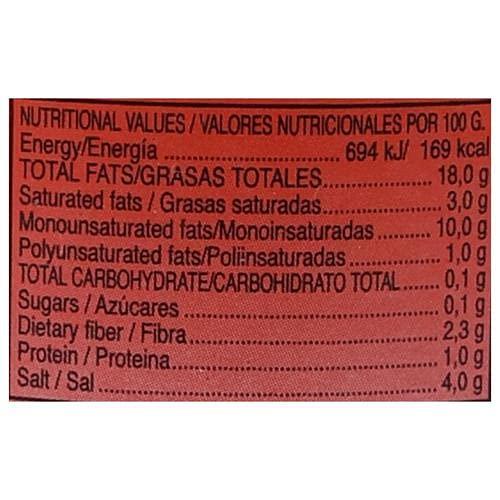 NUTRITIONAL VALUES / VALORES NUTRICIONALES POR 100 G.
Energy/Energía .......................... 694 kJ/ 169 kcal
TOTAL FATS/GRASAS TOTALES................ 18,0 g
Saturated fats / Grasas saturadas................ 3,0 g
Monounsaturated fats/Monoinsaturadas ........... 10,0 g
Polyunsaturated fats/Poliinsaturadas ............... 1,0 g
TOTAL CARBOHYDRATE/CARBOHIDRATO TOTAL ...... 0,1 g
Sugars / Azúcares ........................................ 0,1 g
Dietary fiber / Fibra ........................................ 2,3 g
Protein / Proteina ........................................ 1,0 g
Salt / Sal .................................................... 4,0 g